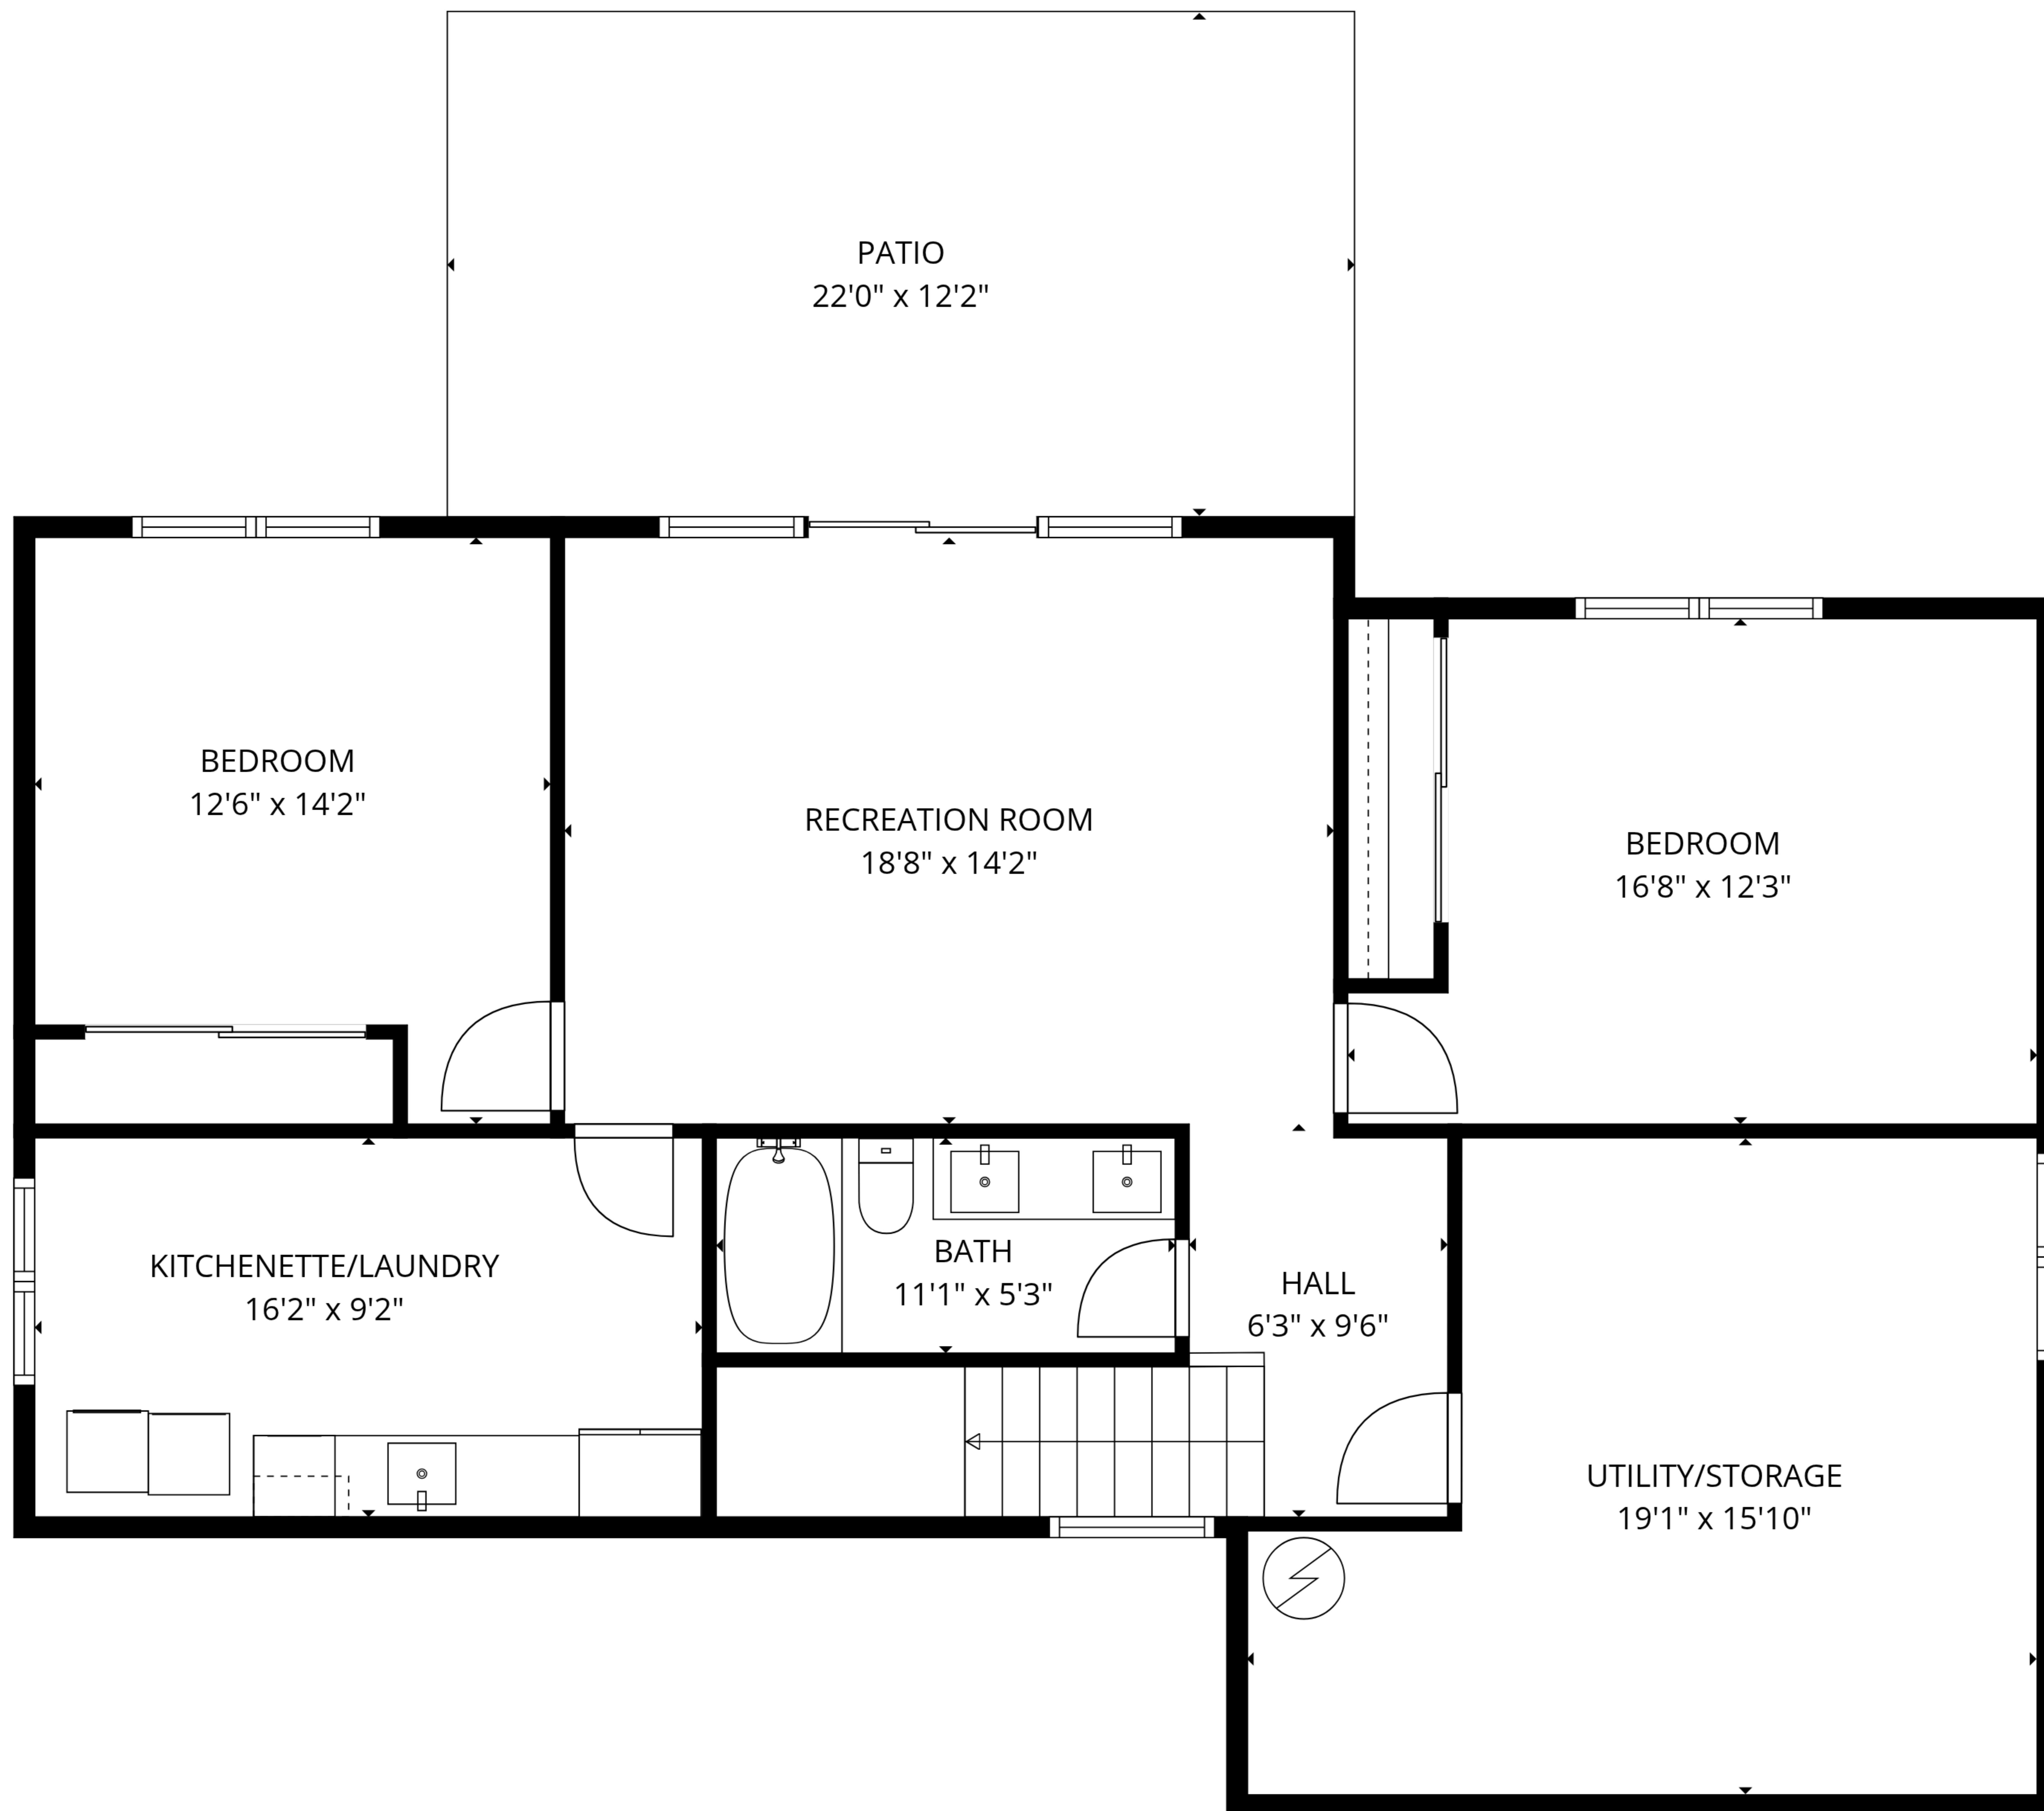 PATIO
22'0" x 12'2"
BEDROOM
12'6" x 14'2"
RECREATION ROOM
18'8" x 14'2"
BEDROOM
16'8" x 12'3"
KITCHENETTE/LAUNDRY
16'2" x 9'2"
BATH
11'1" x 5'3"
HALL
6'3" x 9'6"
UTILITY/STORAGE
19'1" x 15'10"